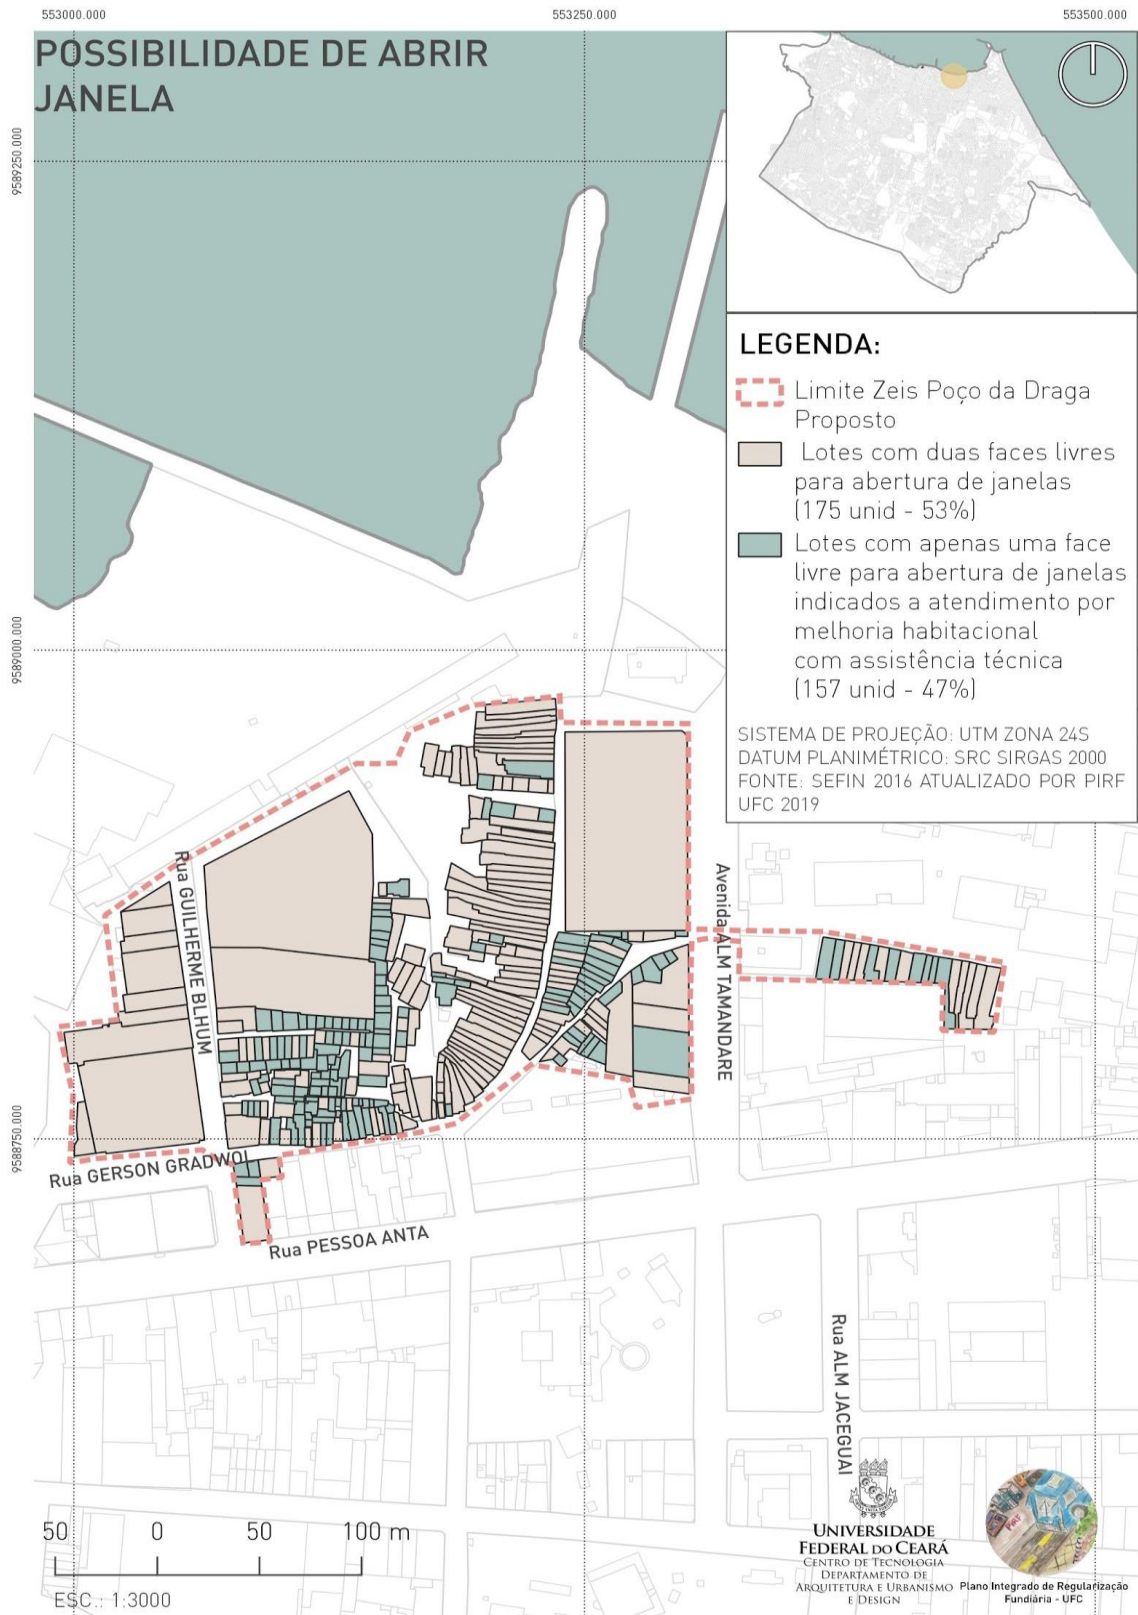 553000.000
553250.000
553500.000
POSSIBILIDADE DE ABRIR
JANELA
9589250.000
9589000.000
9588750.000
LEGENDA:
Limite Zeis Poço da Draga
Proposto
Lotes com duas faces livres
para abertura de janelas
(175 unid - 53%)
Lotes com apenas uma face
livre para abertura de janelas
indicados a atendimento por
melhoria habitacional
com assistência técnica
(157 unid - 47%)
SISTEMA DE PROJEÇÃO: UTM ZONA 24S
DATUM PLANIMÉTRICO: SRC SIRGAS 2000
FONTE: SEFIN 2016 ATUALIZADO POR PIRF
UFC 2019
Rua GUILHERME BLHUM
Avenida ALM TAMANDARE
Rua GERSON GRADWOL
Rua PESSOA ANTA
Rua ALM JACEGUAI
50 0 50 100 m
ESC.: 1:3000
UNIVERSIDADE
FEDERAL DO CEARÁ
CENTRO DE TECNOLOGIA
DEPARTAMENTO DE
ARQUITETURA E URBANISMO
E DESIGN
PIRF
Plano Integrado de Regularização
Fundiária - UFC